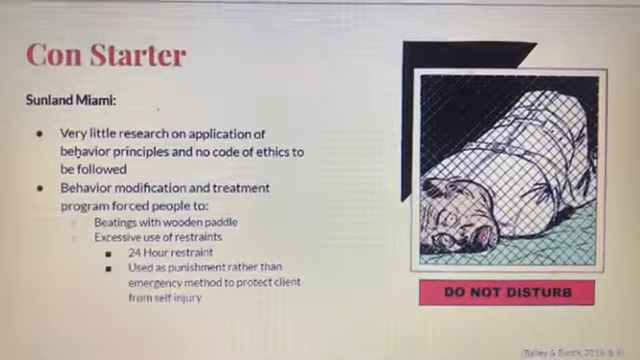 Con Starter
Sunland Miami:
Very little research on application of
behavior principles and no code of ethics to
be followed
Behavior modification and treatment
program forced people to:
Beatings with wooden paddle
Excessive use of restraints
24 Hour restraint
Used as punishment rather than
emergency method to protect client
from self injury
DO NOT DISTURB
(Bailey & Burch, 2016